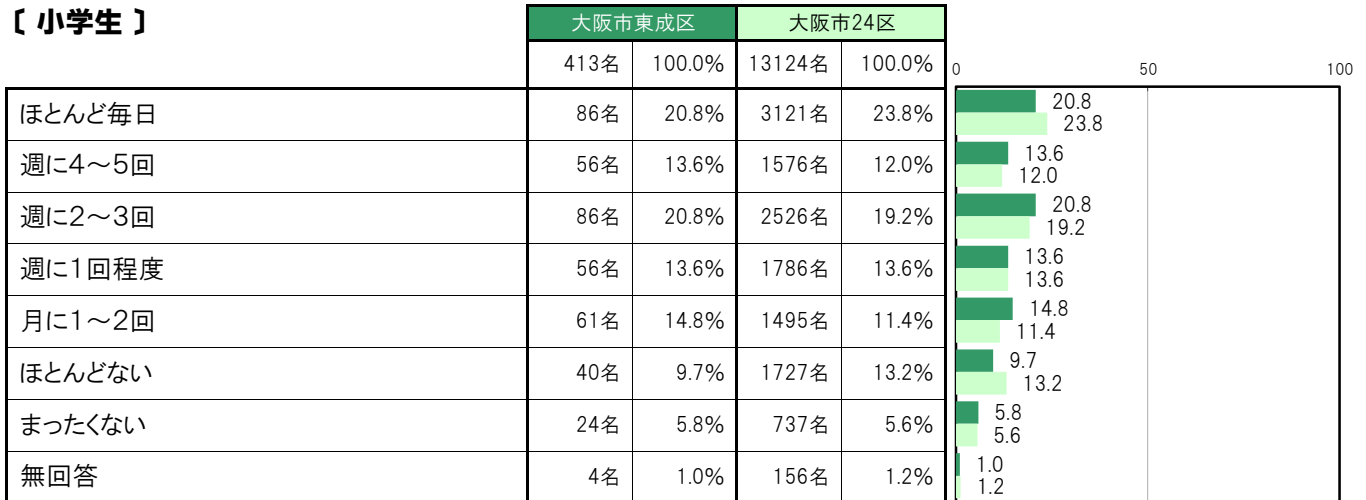 〔 小学生 〕
大阪市東成区 大阪市24区
413名 100.0% 13124名 100.0%
0 50 100
ほとんど毎日 86名 20.8% 3121名 23.8%
20.8
23.8
週に4～5回 56名 13.6% 1576名 12.0%
13.6
12.0
週に2～3回 86名 20.8% 2526名 19.2%
20.8
19.2
週に1回程度 56名 13.6% 1786名 13.6%
13.6
13.6
月に1～2回 61名 14.8% 1495名 11.4%
14.8
11.4
ほとんどない 40名 9.7% 1727名 13.2%
9.7
13.2
まったくない 24名 5.8% 737名 5.6%
5.8
5.6
無回答 4名 1.0% 156名 1.2%
1.0
1.2